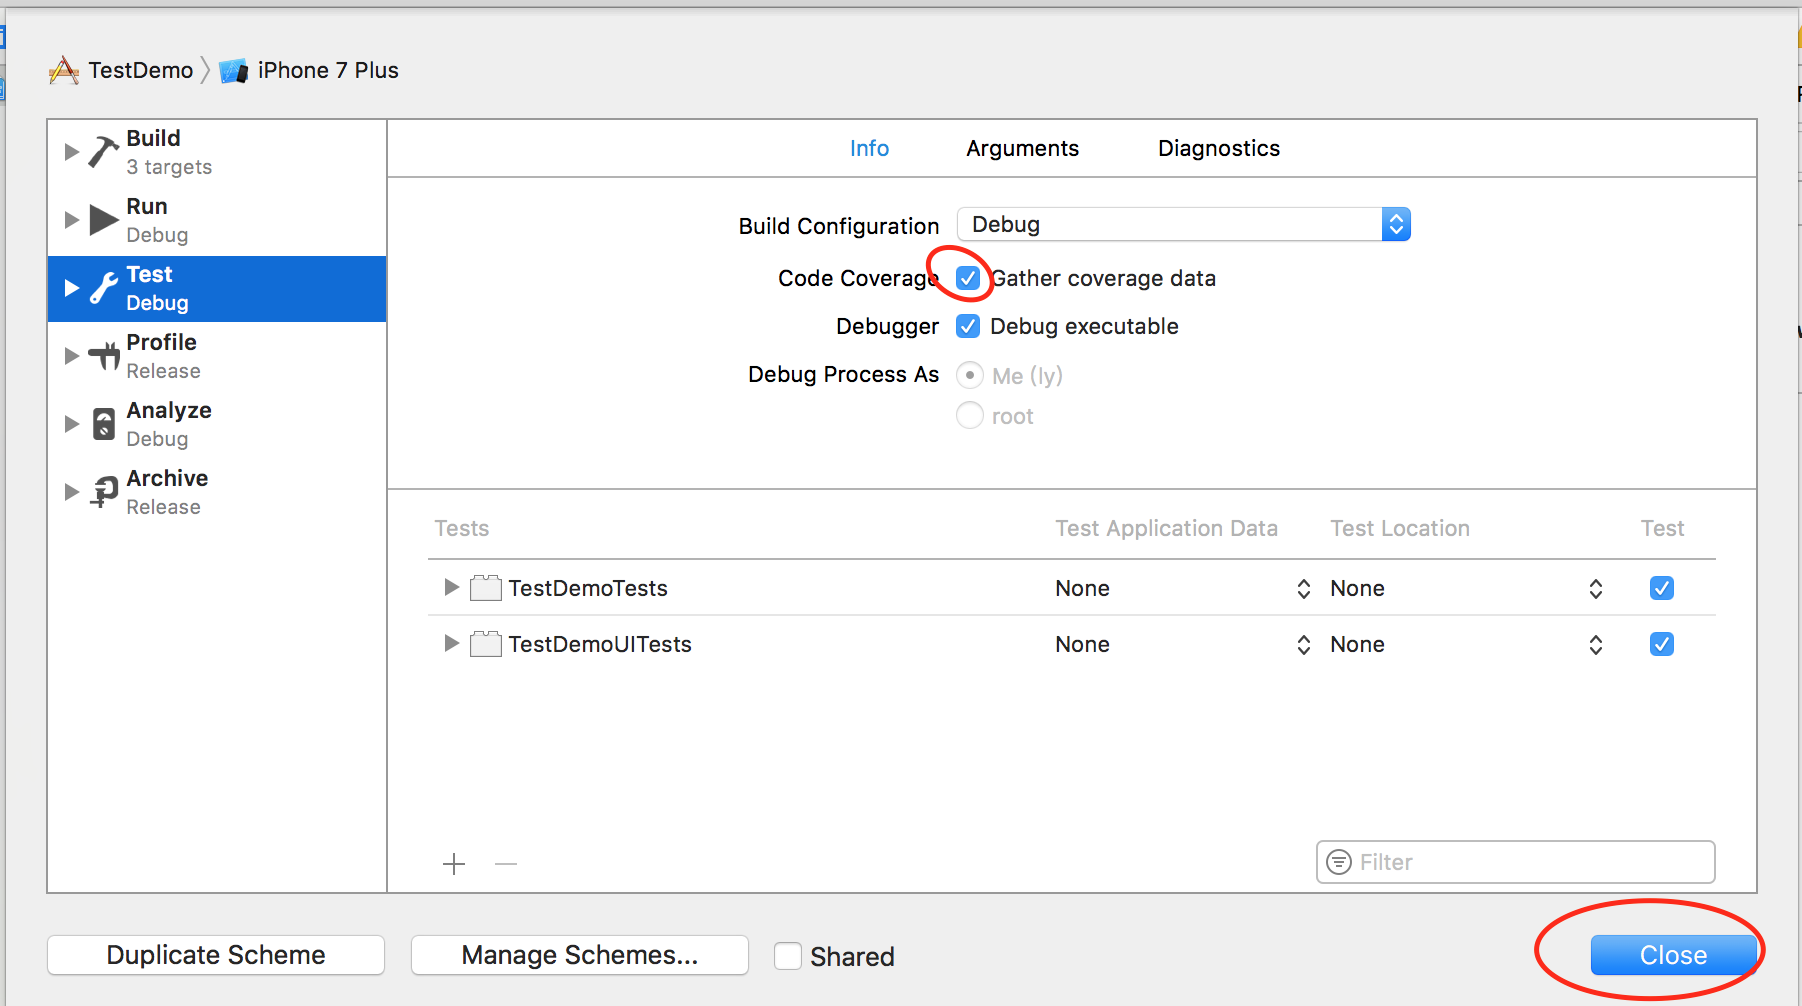 TestDemo iPhone 7 Plus
Build
3 targets
Run
Debug
Test
Debug
Profile
Release
Analyze
Debug
Archive
Release
Info Arguments Diagnostics
Build Configuration Debug
Code Coverage Gather coverage data
Debugger Debug executable
Debug Process As Me (ly)
root
Tests Test Application Data Test Location Test
TestDemoTests None None
TestDemoUITests None None
Filter
Duplicate Scheme Manage Schemes... Shared Close